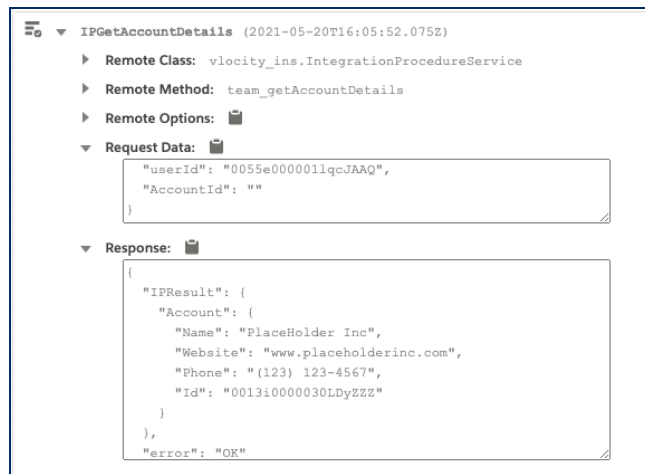 IPGetAccountDetails (2021-05-20T16:05:52.075Z)
Remote Class: vlocity_ins.IntegrationProcedureService
Remote Method: team_getAccountDetails
Remote Options:
Request Data:
"userId": "0055e000001lqcJAAQ",
"AccountId": ""
}
Response:
{
"IPResult": {
"Account": {
"Name": "PlaceHolder Inc",
"Website": "www.placeholderinc.com",
"Phone": "(123) 123-4567",
"Id": "0013i0000030LDyZZZ"
}
},
"error": "OK"